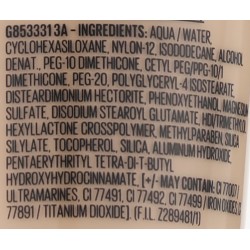 G8533313A - INGREDIENTS: AQUA / WATER,
CYCLOHEXASILOXANE, NYLON-12, ISODODECANE, ALCOHOL
DENAT., PEG-10 DIMETHICONE, CETYL PEG/PPG-10/1
DIMETHICONE, PEG-20, POLYGLYCERYL-4 ISOSTEARATE,
DISTEARDIMONIUM HECTORITE, PHENOXYETHANOL, MAGNESIUM
SULFATE, DISODIUM STEAROYL GLUTAMATE, HDI/TRIMETHYLOL
HEXYLLACTONE CROSSPOLYMER, METHYLPARABEN, SILICA
SILYLATE, TOCOPHEROL, SILICA, ALUMINUM HYDROXIDE,
PENTAERYTHRITYL TETRA-DI-T-BUTYL
HYDROXYHYDROCINNAMATE, [+/- MAY CONTAIN: CI 77007 /
ULTRAMARINES, CI 77491, CI 77492, CI 77499 / IRON OXIDES, CI
77891 / TITANIUM DIOXIDE]. (F.I.L. Z289481/1)